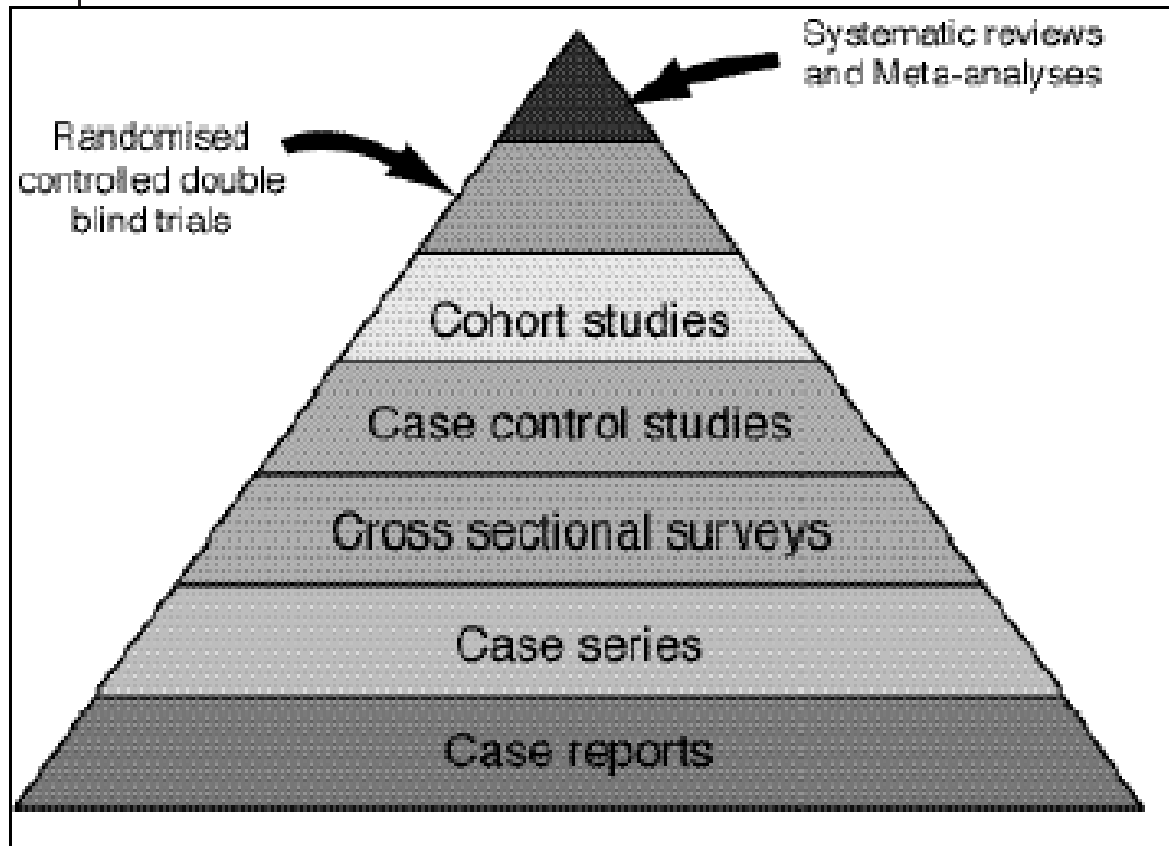 Systematic reviews
and Meta-analyses
Randomised
controlled double
blind trials
Cohort studies
Case control studies
Cross sectional surveys
Case series
Case reports